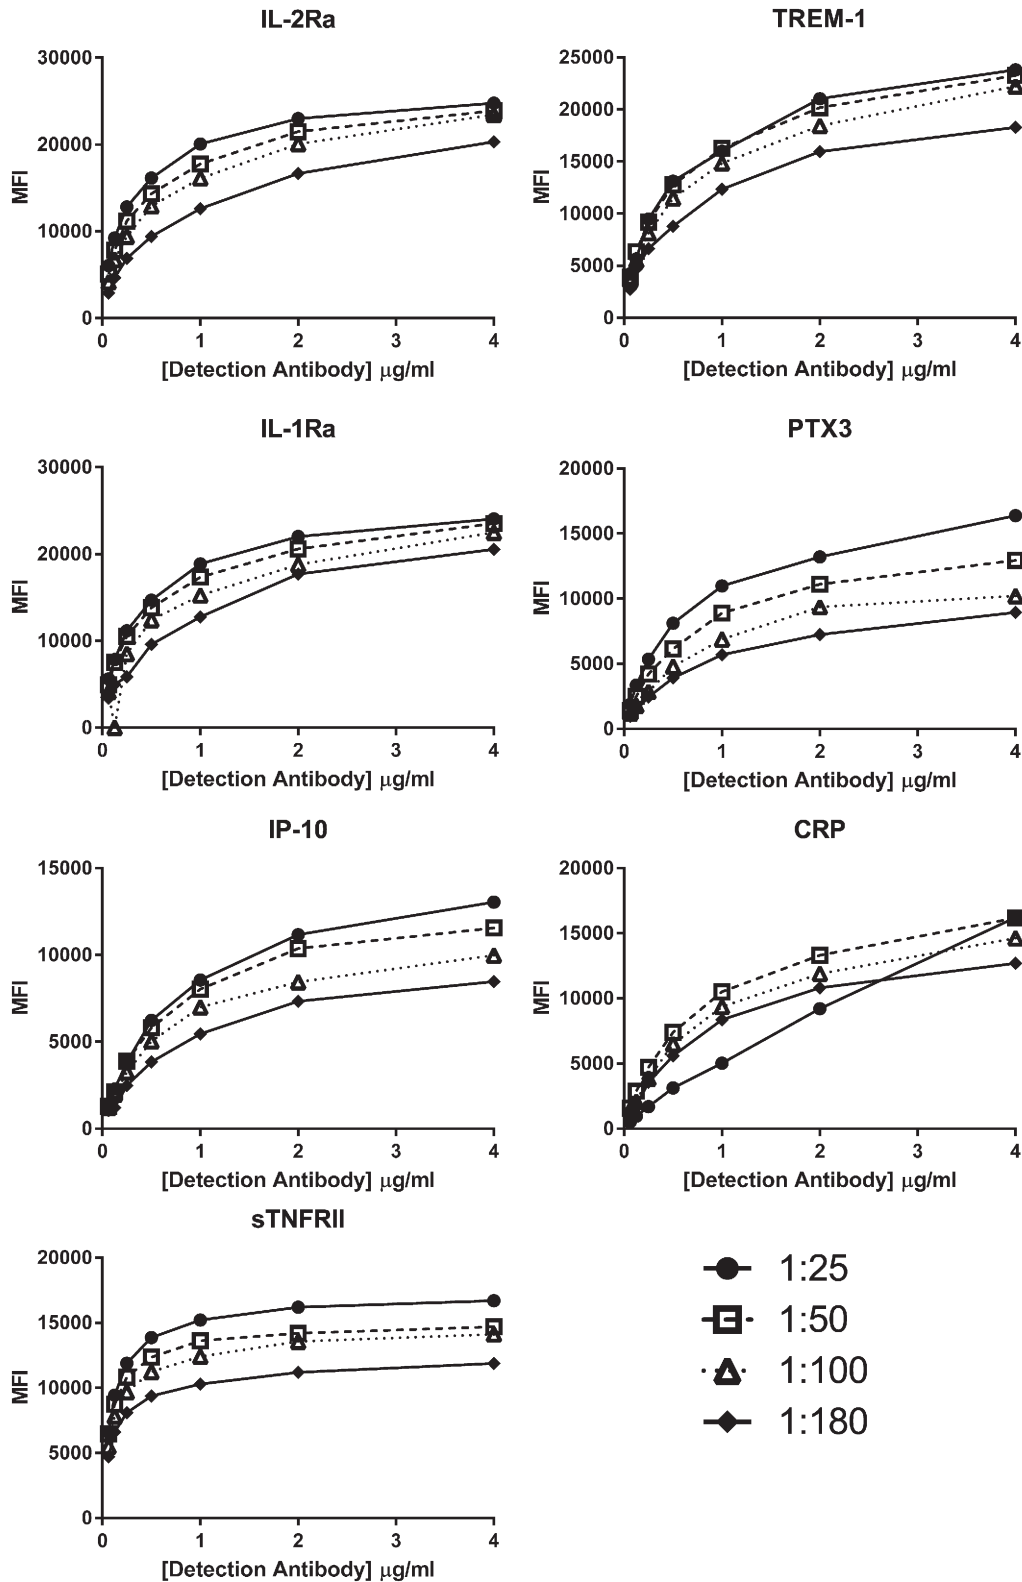 IL-2Ra
MFI
30000
20000
10000
0
0 1 2 3 4
[Detection Antibody] μg/ml
TREM-1
MFI
25000
20000
15000
10000
5000
0
0 1 2 3 4
[Detection Antibody] μg/ml
IL-1Ra
MFI
30000
20000
10000
0
0 1 2 3 4
[Detection Antibody] μg/ml
PTX3
MFI
20000
15000
10000
5000
0
0 1 2 3 4
[Detection Antibody] μg/ml
IP-10
MFI
15000
10000
5000
0
0 1 2 3 4
[Detection Antibody] μg/ml
CRP
MFI
20000
15000
10000
5000
0
0 1 2 3 4
[Detection Antibody] μg/ml
sTNFRII
MFI
20000
15000
10000
5000
0
0 1 2 3 4
[Detection Antibody] μg/ml
1:25
1:50
1:100
1:180